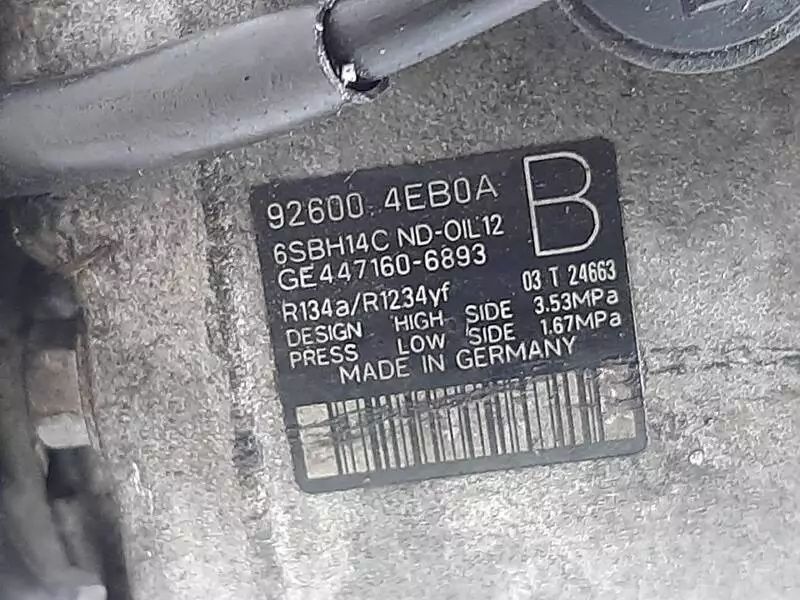 92600 4EB0A
B
6SBH14C ND-OIL12
GE447160-6893
03 T 24663
R134a/R1234yf
DESIGN HIGH SIDE 3.53MPa
PRESS LOW SIDE 1.67MPa
MADE IN GERMANY